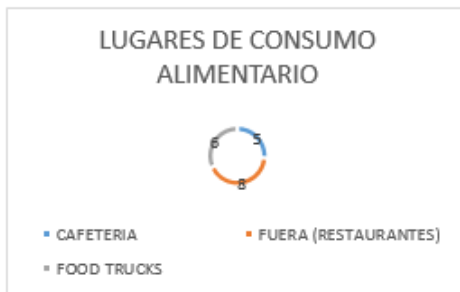 LUGARES DE CONSUMO
ALIMENTARIO
6 5
8
CAFETERIA FUERA (RESTAURANTES)
FOOD TRUCKS